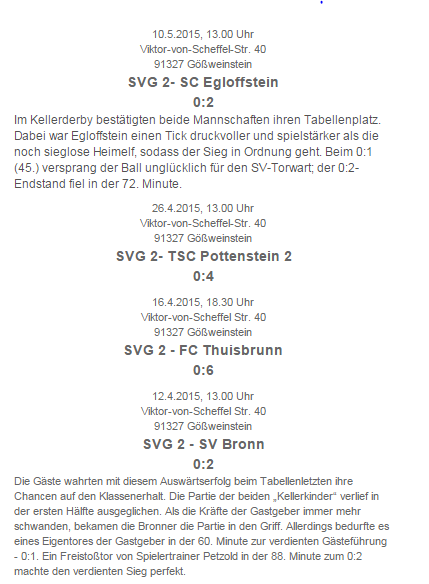 10.5.2015, 13.00 Uhr
Viktor-von-Scheffel-Str. 40
91327 Gößweinstein
SVG 2- SC Egloffstein
0:2
Im Kellerderby bestätigten beide Mannschaften ihren Tabellenplatz.
Dabei war Egloffstein einen Tick druckvoller und spielstärker als die
noch sieglose Heimelf, sodass der Sieg in Ordnung geht. Beim 0:1
(45.) versprang der Ball unglücklich für den SV-Torwart; der 0:2-
Endstand fiel in der 72. Minute.
26.4.2015, 13.00 Uhr
Viktor-von-Scheffel-Str. 40
91327 Gößweinstein
SVG 2- TSC Pottenstein 2
0:4
16.4.2015, 18.30 Uhr
Viktor-von-Scheffel Str. 40
91327 Gößweinstein
SVG 2 - FC Thuisbrunn
0:6
12.4.2015, 13.00 Uhr
Viktor-von-Scheffel Str. 40
91327 Gößweinstein
SVG 2 - SV Bronn
0:2
Die Gäste wahrten mit diesem Auswärtserfolg beim Tabellenletzten ihre
Chancen auf den Klassenerhalt. Die Partie der beiden „Kellerkinder“ verlief in
der ersten Hälfte ausgeglichen. Als die Kräfte der Gastgeber immer mehr
schwanden, bekamen die Bronner die Partie in den Griff. Allerdings bedurfte es
eines Eigentores der Gastgeber in der 60. Minute zur verdienten Gästeführung
- 0:1. Ein Freistoßtor von Spielertrainer Petzold in der 88. Minute zum 0:2
machte den verdienten Sieg perfekt.